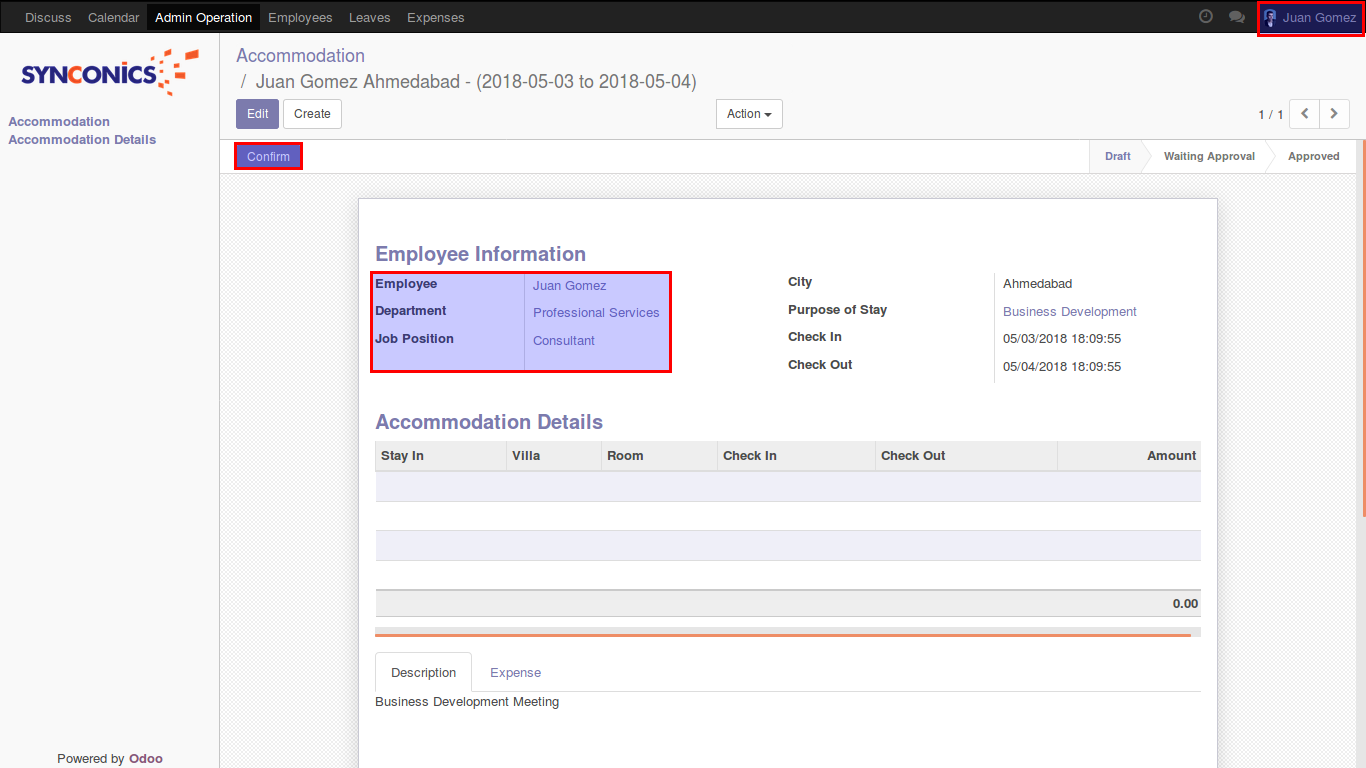 Discuss Calendar Admin Operation Employees Leaves Expenses Juan Gomez
SYNCONICS
Accommodation
Accommodation Details
Accommodation
/ Juan Gomez Ahmedabad - (2018-05-03 to 2018-05-04)
Edit Create Action 1 / 1
Confirm Draft Waiting Approval Approved
Employee Information
Employee Juan Gomez
Department Professional Services
Job Position Consultant
City Ahmedabad
Purpose of Stay Business Development
Check In 05/03/2018 18:09:55
Check Out 05/04/2018 18:09:55
Accommodation Details
Stay In Villa Room Check In Check Out Amount
0.00
Description Expense
Business Development Meeting
Powered by Odoo